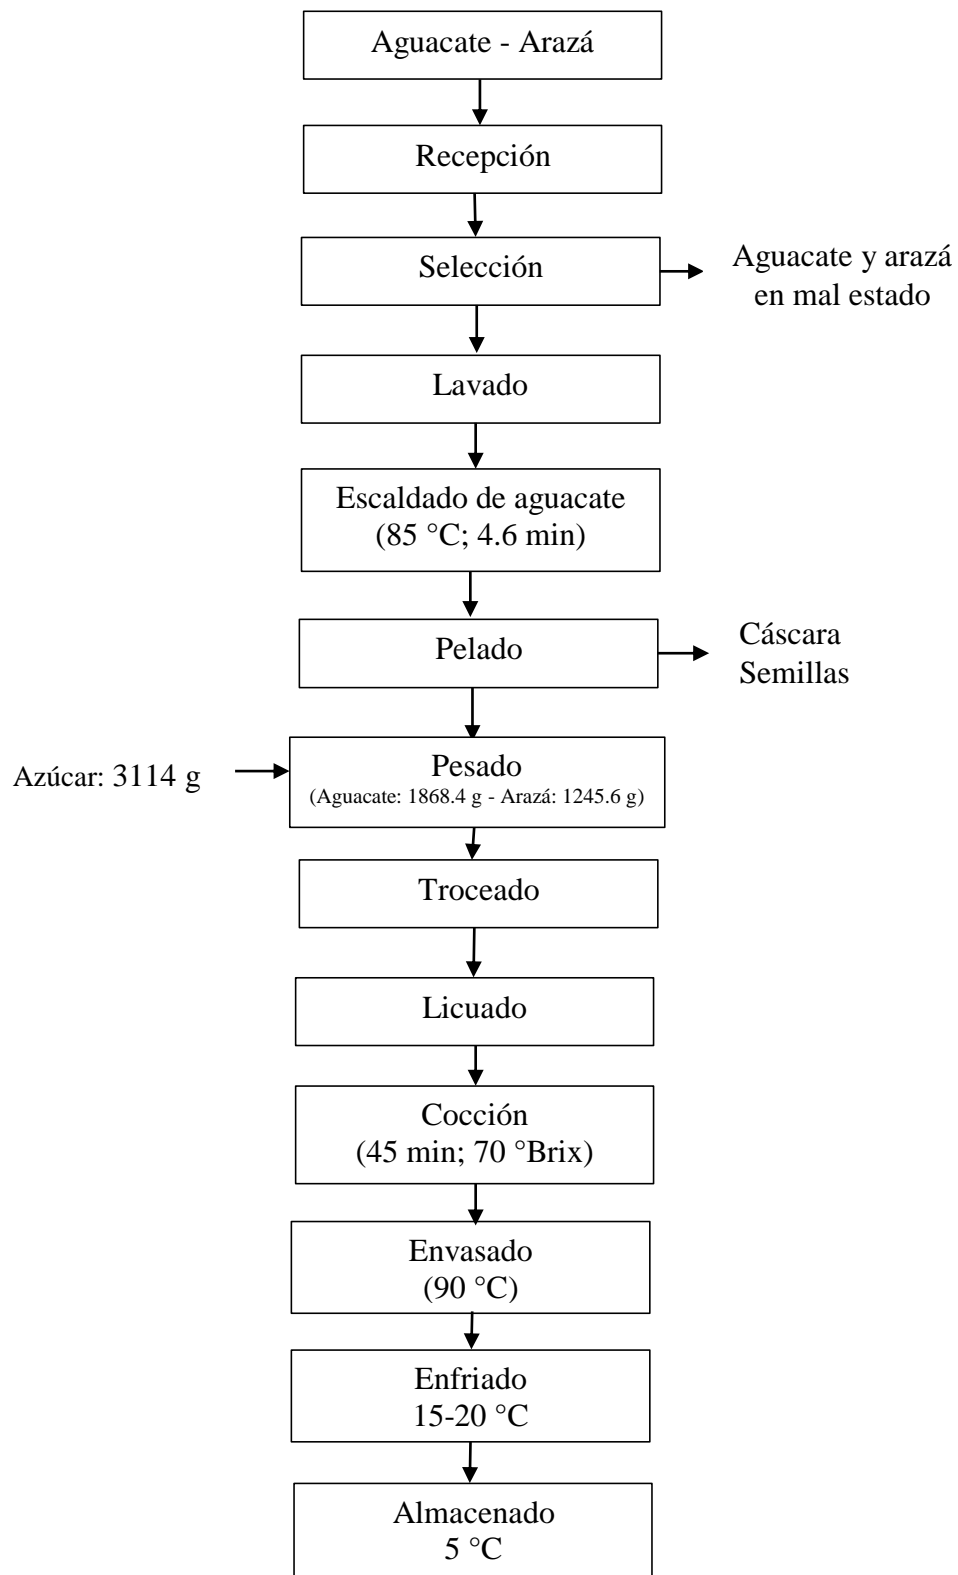 Aguacate - Arazá
Recepción
Selección
Aguacate y arazá
en mal estado
Lavado
Escaldado de aguacate
(85 °C; 4.6 min)
Pelado
Cáscara
Semillas
Azúcar: 3114 g
Pesado
(Aguacate: 1868.4 g - Arazá: 1245.6 g)
Troceado
Licuado
Cocción
(45 min; 70 °Brix)
Envasado
(90 °C)
Enfriado
15-20 °C
Almacenado
5 °C